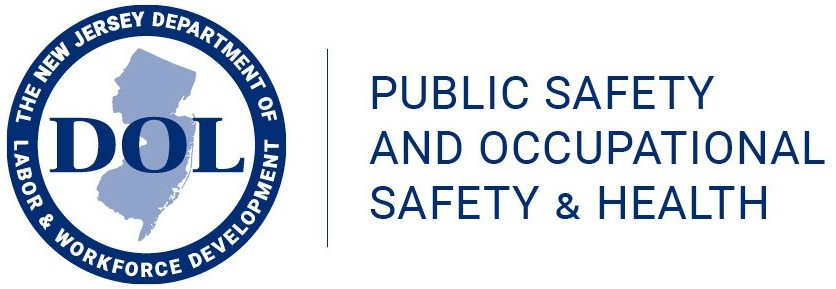 THE NEW JERSEY DEPARTMENT OF
LABOR & WORKFORCE DEVELOPMENT
DOL
PUBLIC SAFETY
AND OCCUPATIONAL
SAFETY & HEALTH